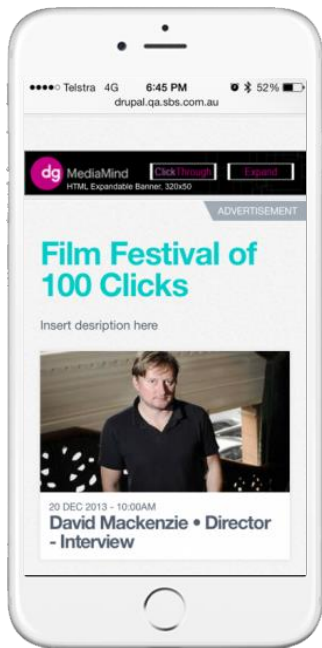 Telstra 4G 6:45 PM 52%
drupal.qa.sbs.com.au
dg MediaMind ClickThrough Expand
HTML Expandable Banner, 320x50
ADVERTISEMENT
Film Festival of
100 Clicks
Insert desription here
20 DEC 2013 - 10:00AM
David Mackenzie • Director
- Interview